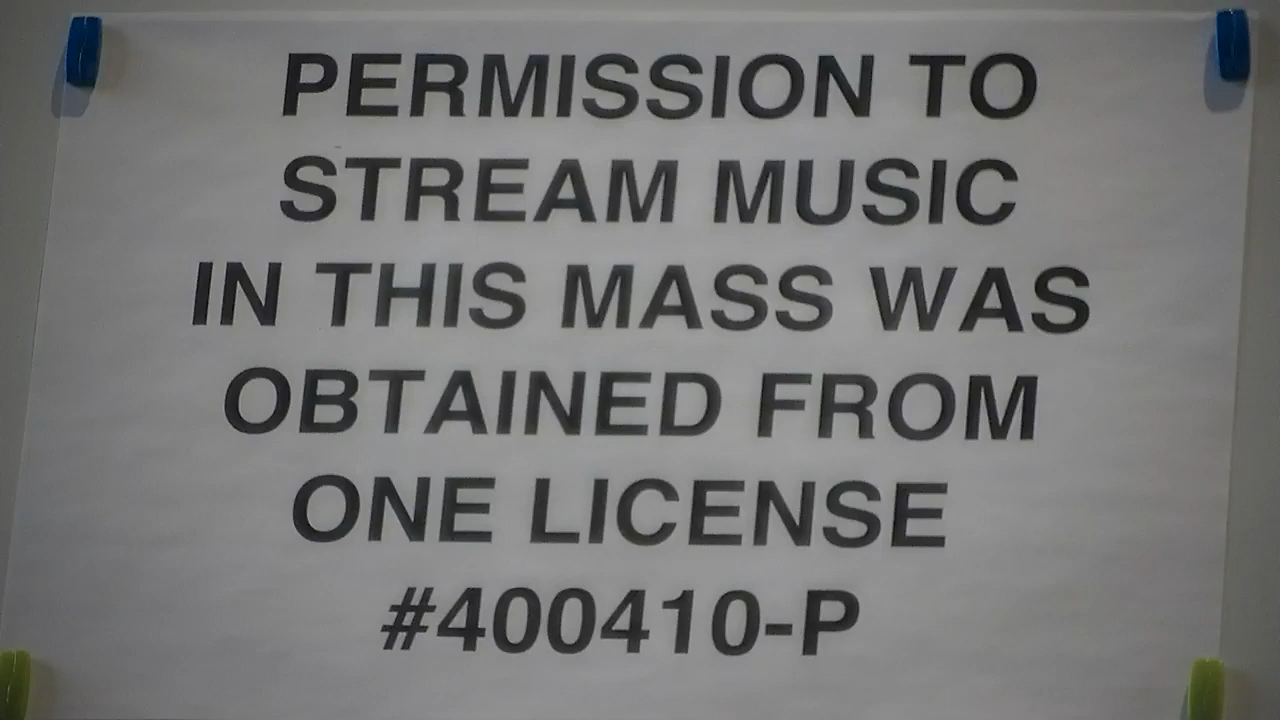 PERMISSION TO
STREAM MUSIC
IN THIS MASS WAS
OBTAINED FROM
ONE LICENSE
#400410-P